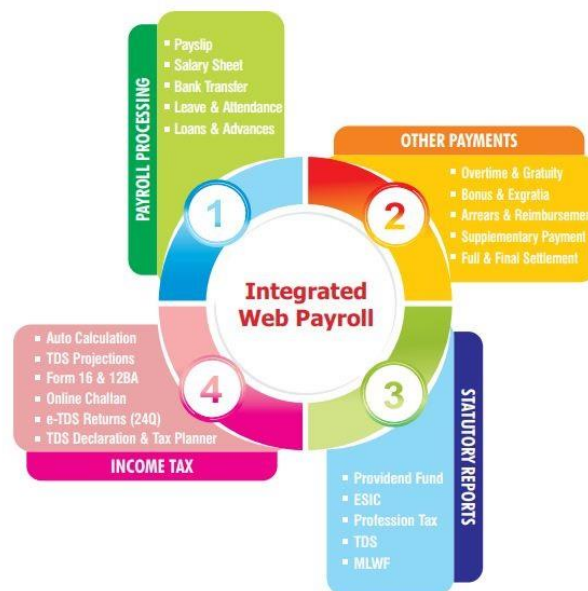 PAYROLL PROCESSING
Payslip
Salary Sheet
Bank Transfer
Leave & Attendance
Loans & Advances
1
OTHER PAYMENTS
Overtime & Gratuity
Bonus & Exgratia
Arrears & Reimbursemen
Supplementary Payment
Full & Final Settlement
2
Integrated
Web Payroll
STATUTORY REPORTS
Providend Fund
ESIC
Profession Tax
TDS
MLWF
3
Auto Calculation
TDS Projections
Form 16 & 12BA
Online Challan
e-TDS Returns (24Q)
TDS Declaration & Tax Planner
INCOME TAX
4